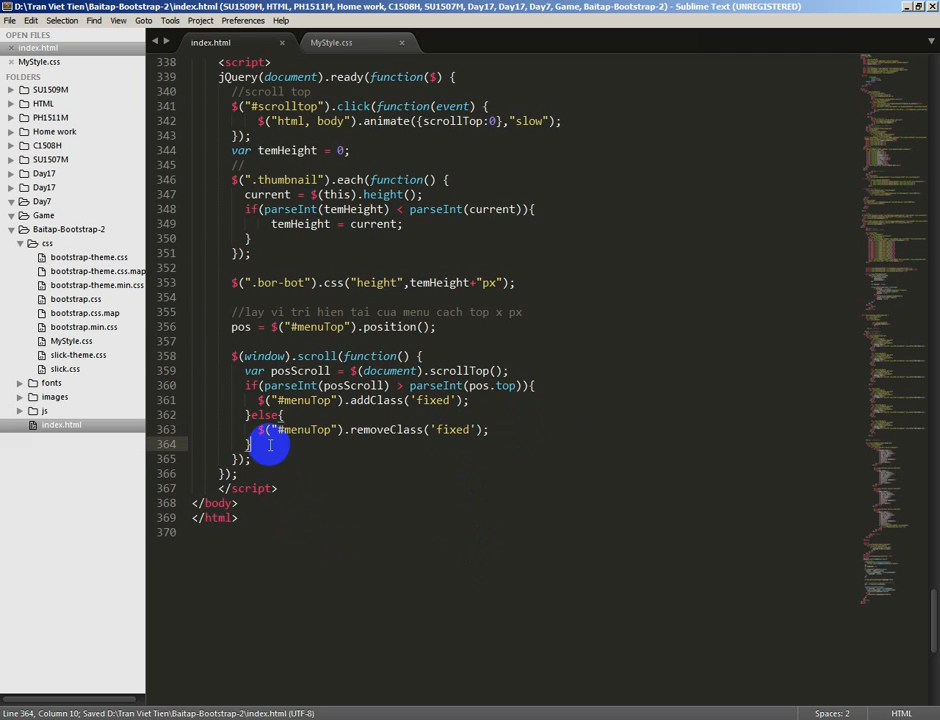 D:\Tran Viet Tien\Baitap-Bootstrap-2\index.html (SU1509M, HTML, PH1511M, Home work, C1508H, SU1507M, Day17, Day17, Day7, Game, Baitap-Bootstrap-2) - Sublime Text (UNREGISTERED)
File Edit Selection Find View Goto Tools Project Preferences Help
OPEN FILES
index.html
MyStyle.css
FOLDERS
SU1509M
HTML
PH1511M
Home work
C1508H
SU1507M
Day17
Day17
Day7
Game
Baitap-Bootstrap-2
css
bootstrap-theme.css
bootstrap-theme.css.map
bootstrap-theme.min.css
bootstrap.css
bootstrap.css.map
bootstrap.min.css
MyStyle.css
slick-theme.css
slick.css
fonts
images
js
index.html
index.html MyStyle.css
338 <script>
339 jQuery(document).ready(function($) {
340 //scroll top
341 $("#scrolltop").click(function(event) {
342 $("html, body").animate({scrollTop:0},"slow");
343 });
344 var temHeight = 0;
345 //
346 $(".thumbnail").each(function() {
347 current = $(this).height();
348 if(parseInt(temHeight) < parseInt(current)){
349 temHeight = current;
350 }
351 });
352
353 $(".bor-bot").css("height",temHeight+"px");
354
355 //lay vi tri hien tai cua menu cach top x px
356 pos = $("#menuTop").position();
357
358 $(window).scroll(function() {
359 var posScroll = $(document).scrollTop();
360 if(parseInt(posScroll) > parseInt(pos.top)){
361 $("#menuTop").addClass('fixed');
362 }else{
363 $("#menuTop").removeClass('fixed');
364 }
365 });
366 });
367 </script>
368 </body>
369 </html>
370
Line 364, Column 10; Saved D:\Tran Viet Tien\Baitap-Bootstrap-2\index.html (UTF-8) Spaces: 2 HTML